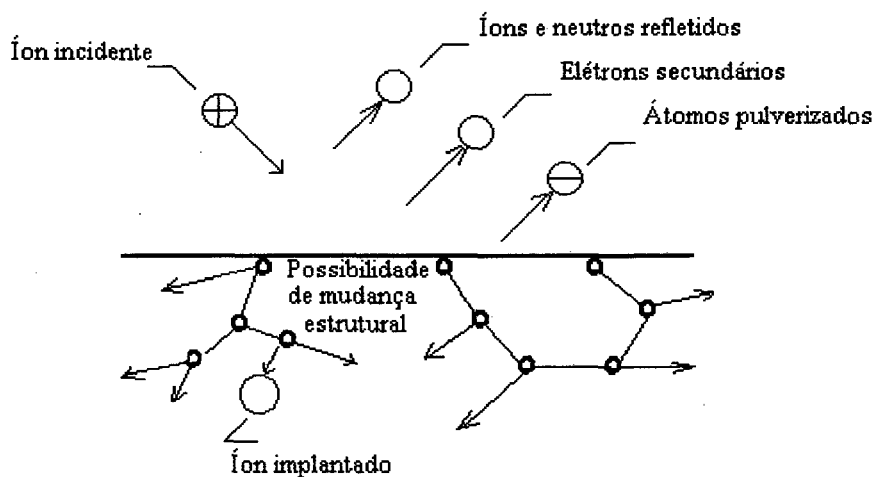 Íon incidente
Íons e neutros refletidos
Elétrons secundários
Átomos pulverizados
Possibilidade
de mudança
estrutural
Íon implantado